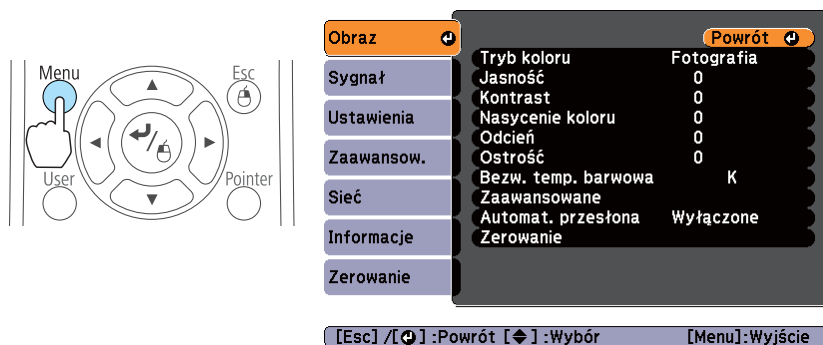 Menu
Esc
User
Pointer
Obraz
Sygnał
Ustawienia
Zaawansow.
Sieć
Informacje
Zerowanie
Powrót
Tryb koloru Fotografia
Jasność 0
Kontrast 0
Nasycenie koloru 0
Odcień 0
Ostrość 0
Bezw. temp. barwowa K
Zaawansowane
Automat. przesłona Wyłączone
Zerowanie
[Esc] /[⏎] :Powrót [◆] :Wybór [Menu]:Wyjście